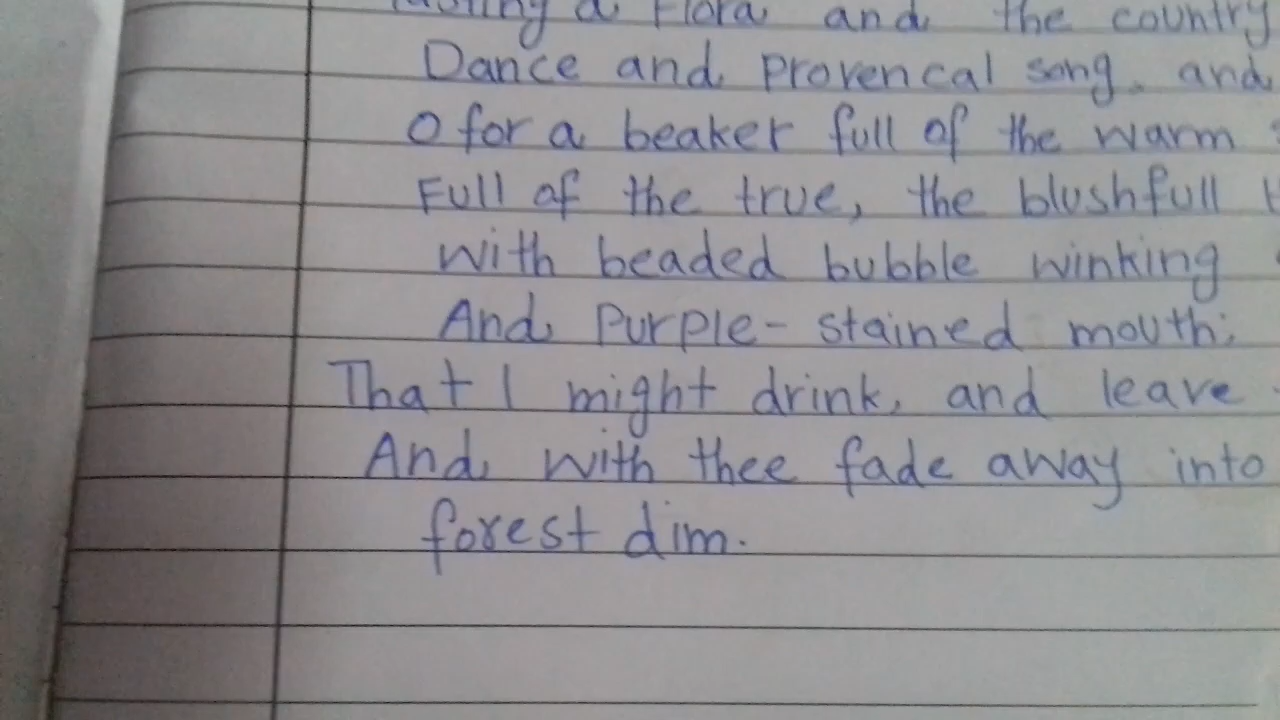 a Flora and the country
Dance and Provencal song. and
O for a beaker full of the warm
Full of the true, the blushfull
With beaded bubble winking
And Purple-stained mouth;
That I might drink, and leave
And with thee fade away into
forest dim.